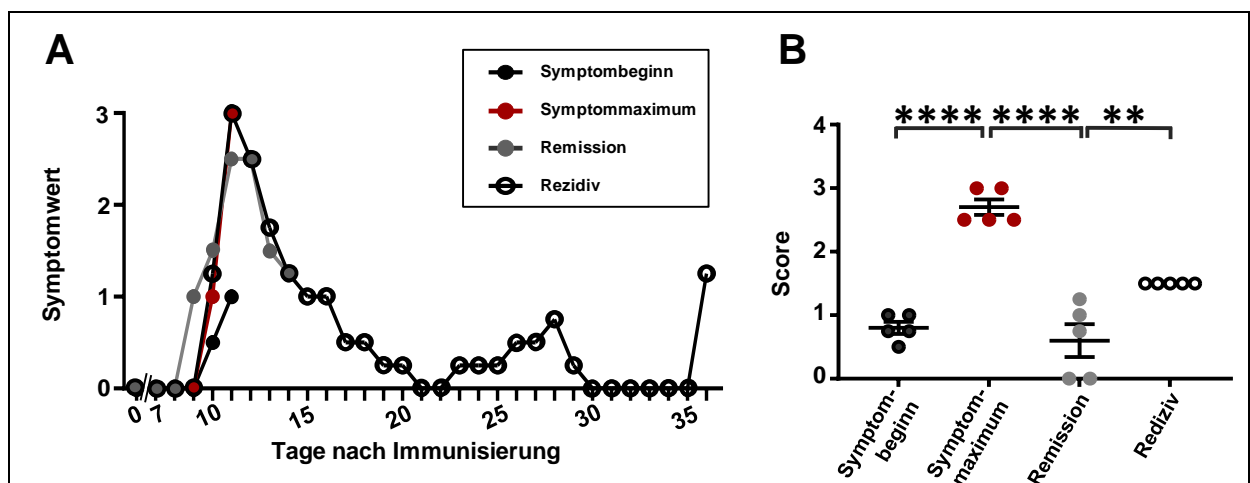 A
Symptombeginn
Symptommaximum
Remission
Rezidiv
Symptomwert
3
2
1
0
0 7 10 15 20 25 30 35
Tage nach Immunisierung
B
**** **** **
Score
4
3
2
1
0
Symptom-
beginn
Symptom-
maximum
Remission
Rediziv